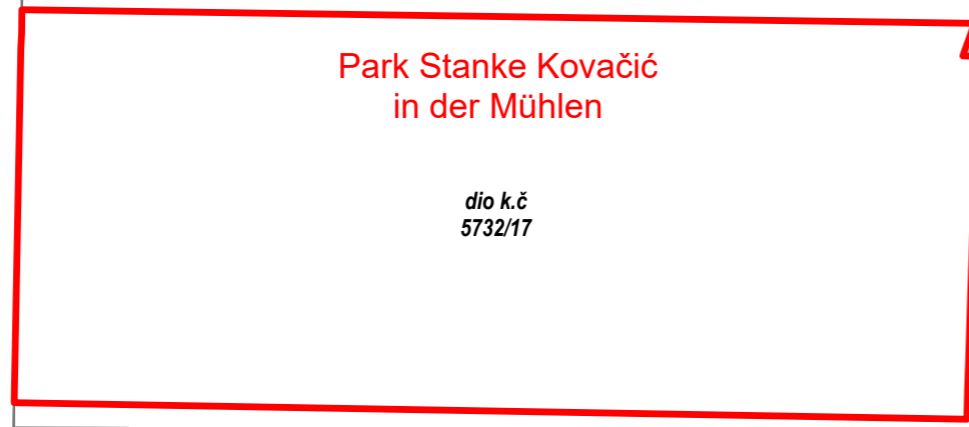 Park Stanke Kovačić
in der Mühlen
dio k.č
5732/17